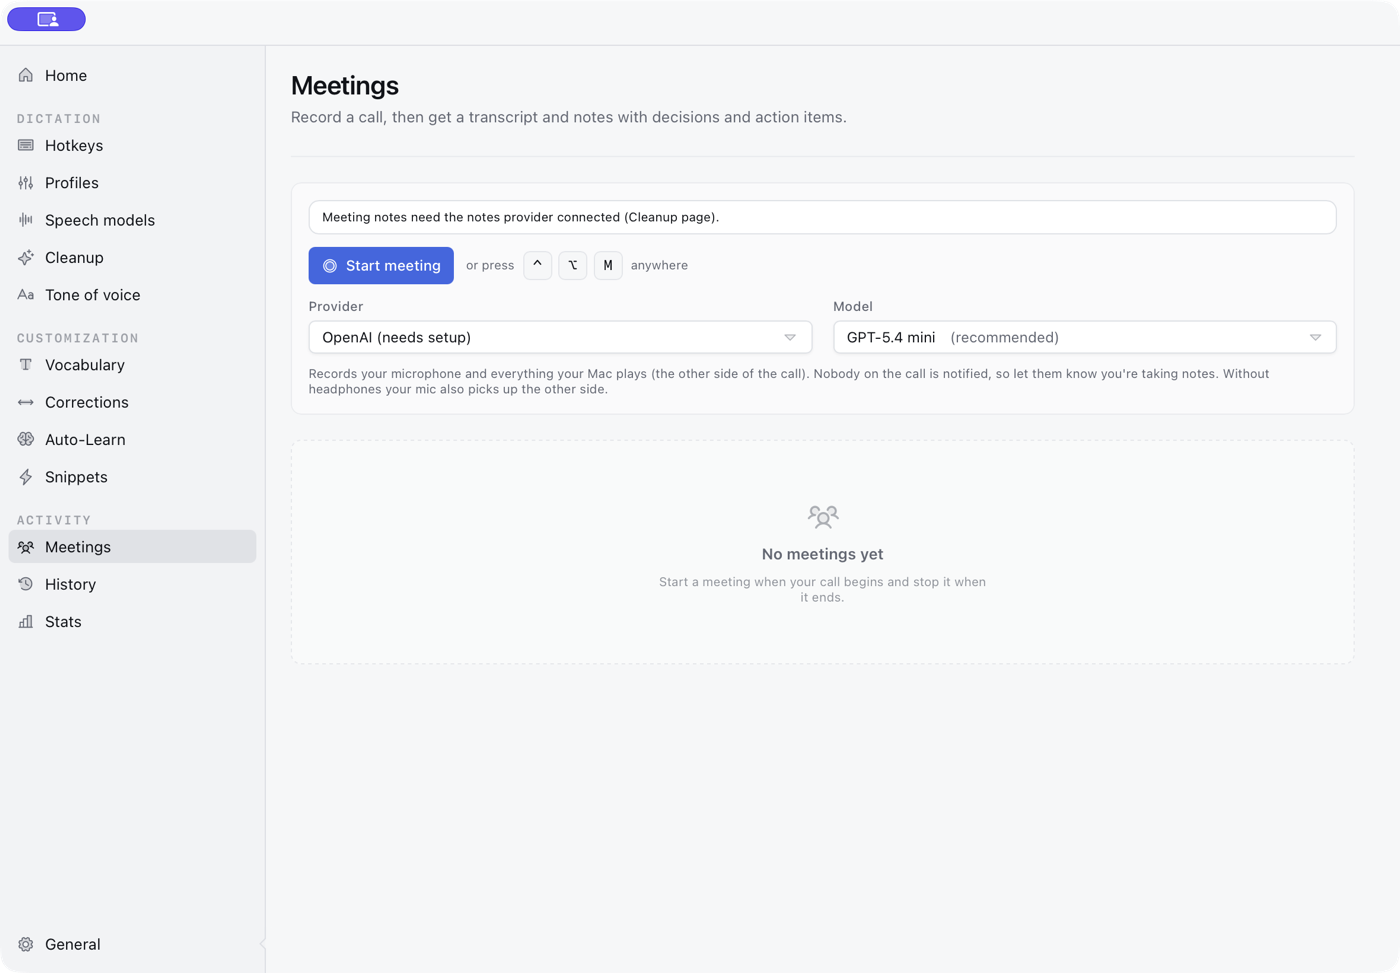 Home
DICTATION
Hotkeys
Profiles
Speech models
Cleanup
Aa Tone of voice
CUSTOMIZATION
Vocabulary
Corrections
Auto-Learn
Snippets
ACTIVITY
Meetings
History
Stats
General
Meetings
Record a call, then get a transcript and notes with decisions and action items.
Meeting notes need the notes provider connected (Cleanup page).
Start meeting or press ^ ⌥ M anywhere
Provider
OpenAI (needs setup)
Model
GPT-5.4 mini (recommended)
Records your microphone and everything your Mac plays (the other side of the call). Nobody on the call is notified, so let them know you're taking notes. Without
headphones your mic also picks up the other side.
No meetings yet
Start a meeting when your call begins and stop it when
it ends.